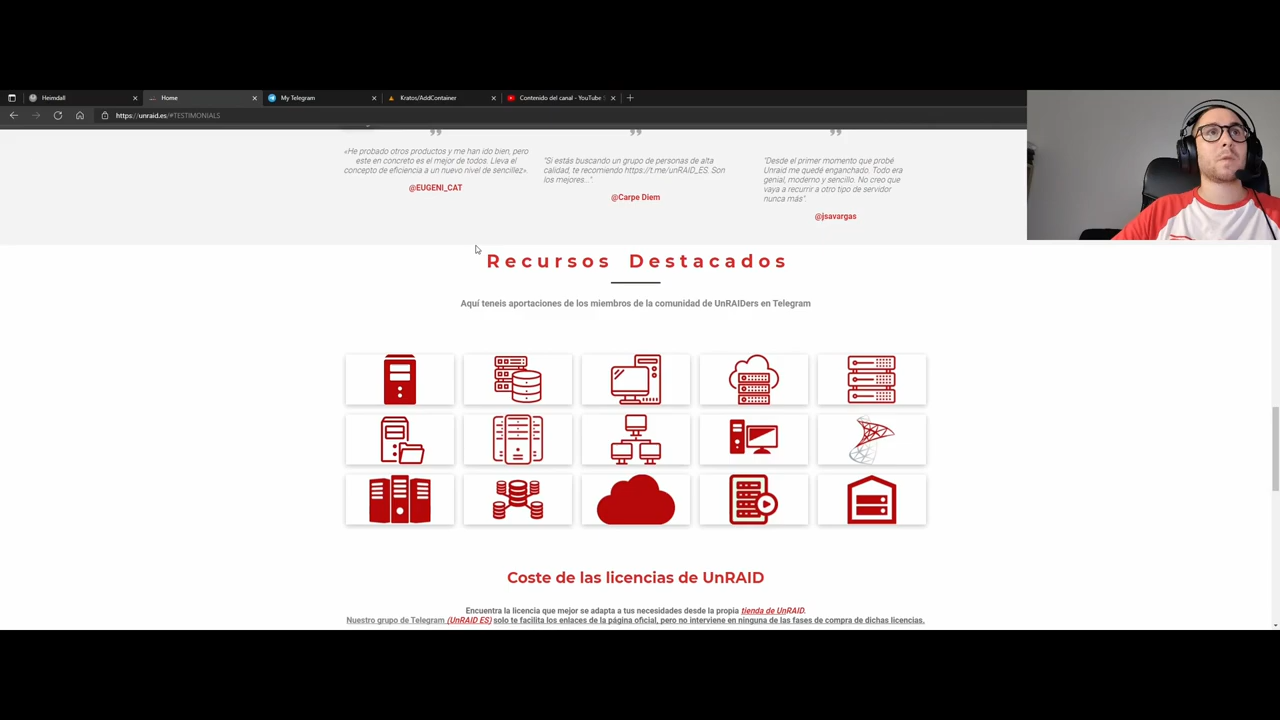 Heimdall
Home
My Telegram
Kratos/AddContainer
Contenido del canal - YouTube
https://unraid.es/#TESTIMONIALS
«He probado otros productos y me han ido bien, pero
este en concreto es el mejor de todos. Lleva el
concepto de eficiencia a un nuevo nivel de sencillez».
@EUGENI_CAT
"Si estás buscando un grupo de personas de alta
calidad, te recomiendo https://t.me/unRAID_ES. Son
los mejores..."
@Carpe Diem
"Desde el primer momento que probé
Unraid me quedé enganchado. Todo era
genial, moderno y sencillo. No creo que
vaya a recurrir a otro tipo de servidor
nunca más".
@jsavargas
Recursos Destacados
Aquí teneis aportaciones de los miembros de la comunidad de UnRAIDers en Telegram
Coste de las licencias de UnRAID
Encuentra la licencia que mejor se adapta a tus necesidades desde la propia tienda de UnRAID.
Nuestro grupo de Telegram (UnRAID ES) solo te facilita los enlaces de la página oficial, pero no interviene en ninguna de las fases de compra de dichas licencias.